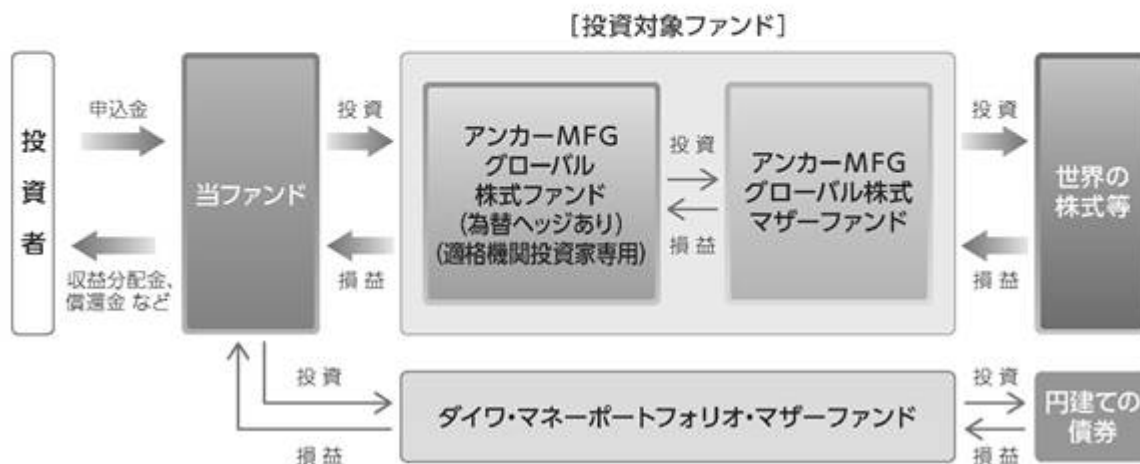 ［投資対象ファンド］
投資者
申込金
収益分配金、
償還金 など
当ファンド
投資
損益
アンカーMFG
グローバル
株式ファンド
(為替ヘッジあり)
(適格機関投資家専用)
投資
損益
アンカーMFG
グローバル株式
マザーファンド
投資
損益
世界の
株式等
投資
損益
ダイワ・マネーポートフォリオ・マザーファンド
投資
損益
円建ての
債券